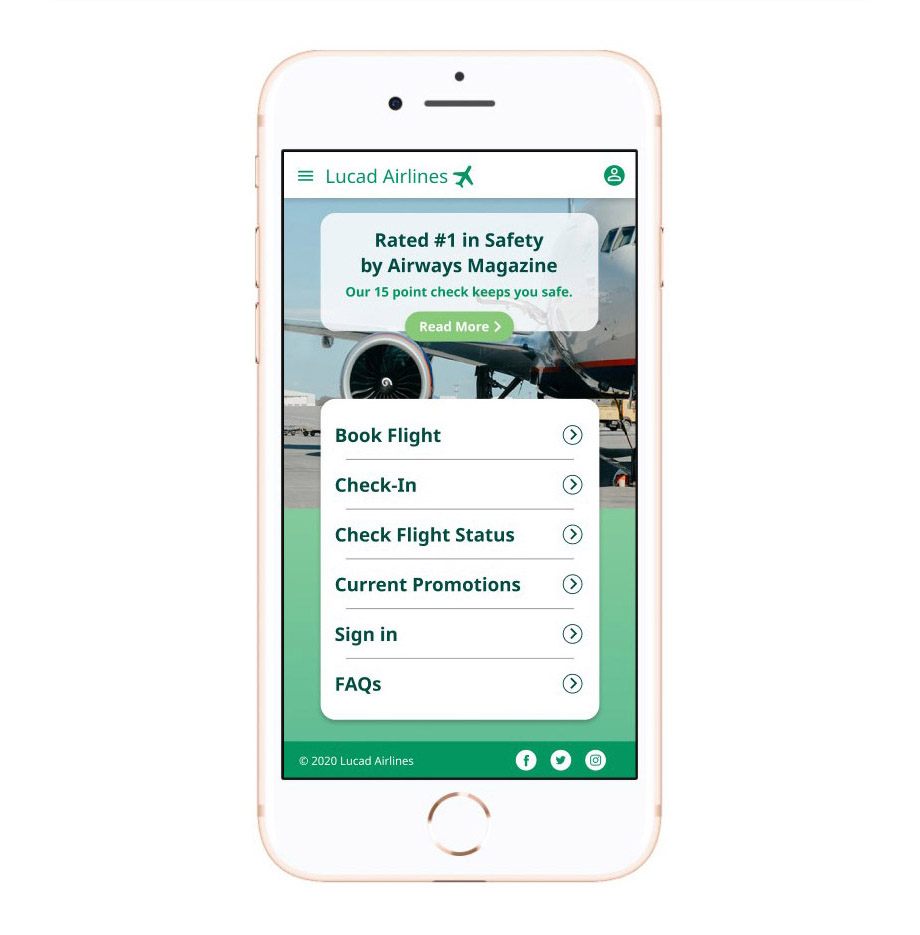 Lucad Airlines
Rated #1 in Safety
by Airways Magazine
Our 15 point check keeps you safe.
Read More
Book Flight
Check-In
Check Flight Status
Current Promotions
Sign in
FAQs
© 2020 Lucad Airlines